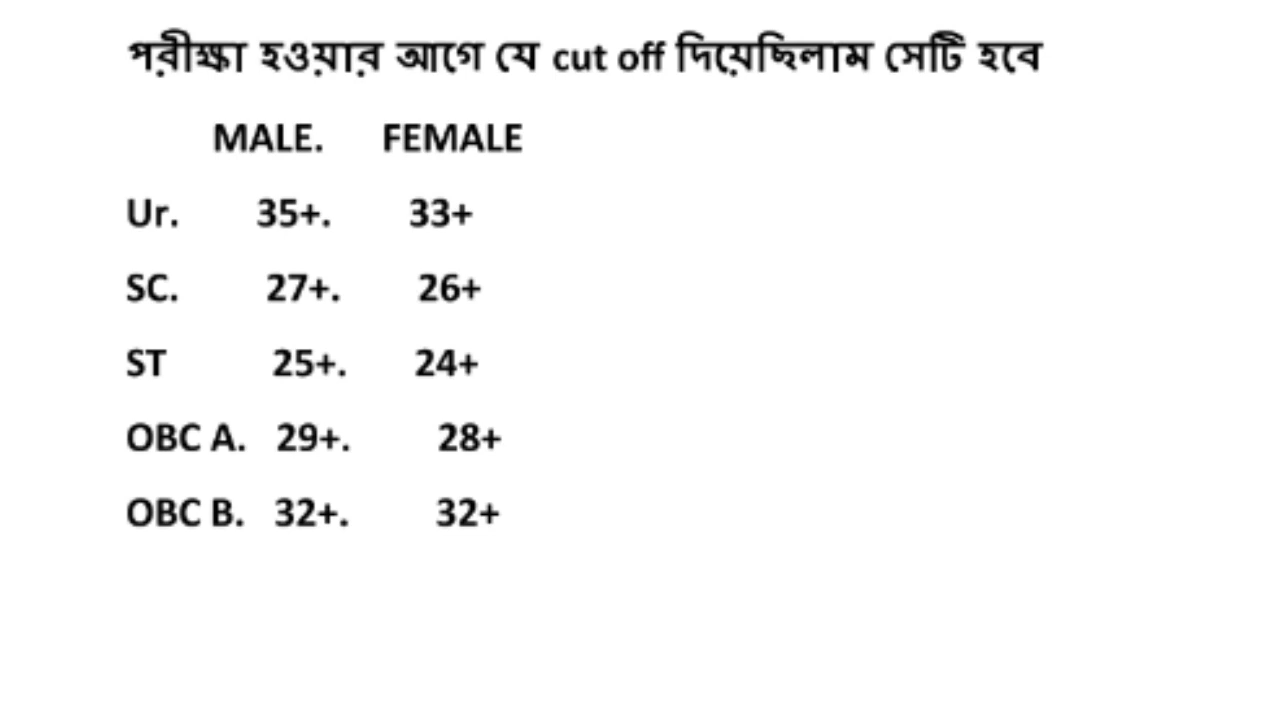 পরীক্ষা হওয়ার আগে যে cut off দিয়েছিলাম সেটি হবে
MALE. FEMALE
Ur. 35+. 33+
SC. 27+. 26+
ST 25+. 24+
OBC A. 29+. 28+
OBC B. 32+. 32+